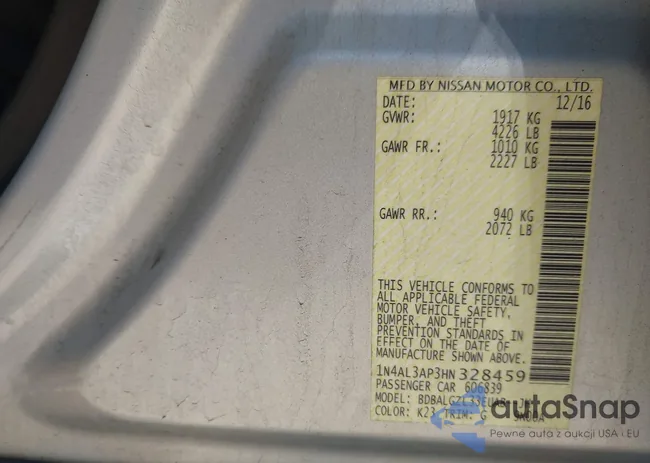 MFD BY NISSAN MOTOR CO., LTD.
DATE: 12/16
GVWR: 1917 KG
4226 LB
GAWR FR.: 1010 KG
2227 LB
GAWR RR.: 940 KG
2072 LB
THIS VEHICLE CONFORMS TO
ALL APPLICABLE FEDERAL
MOTOR VEHICLE SAFETY,
BUMPER, AND THEFT
PREVENTION STANDARDS IN
EFFECT ON THE DATE OF
MANUFACTURE SHOWN ABOVE.
1N4AL3AP3HN328459
PASSENGER CAR 606839
MODEL:
COLOR: K23 TRIM: G
autoSnap
Pewne auta z aukcji USA i EU